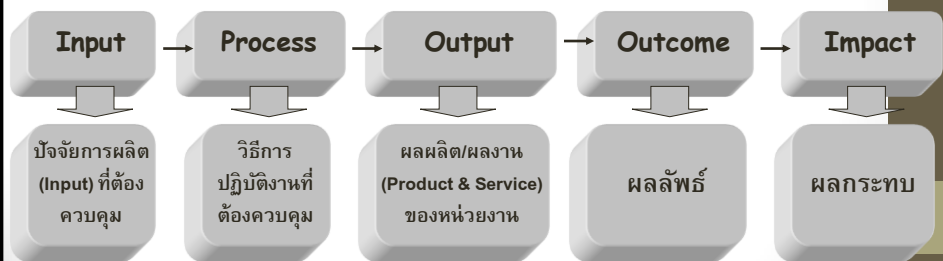 Input
Process
Output
Outcome
Impact
ปัจจัยการผลิต
(Input) ที่ต้อง
ควบคุม
วิธีการ
ปฏิบัติงานที่
ต้องควบคุม
ผลผลิต/ผลงาน
(Product & Service)
ของหน่วยงาน
ผลลัพธ์
ผลกระทบ